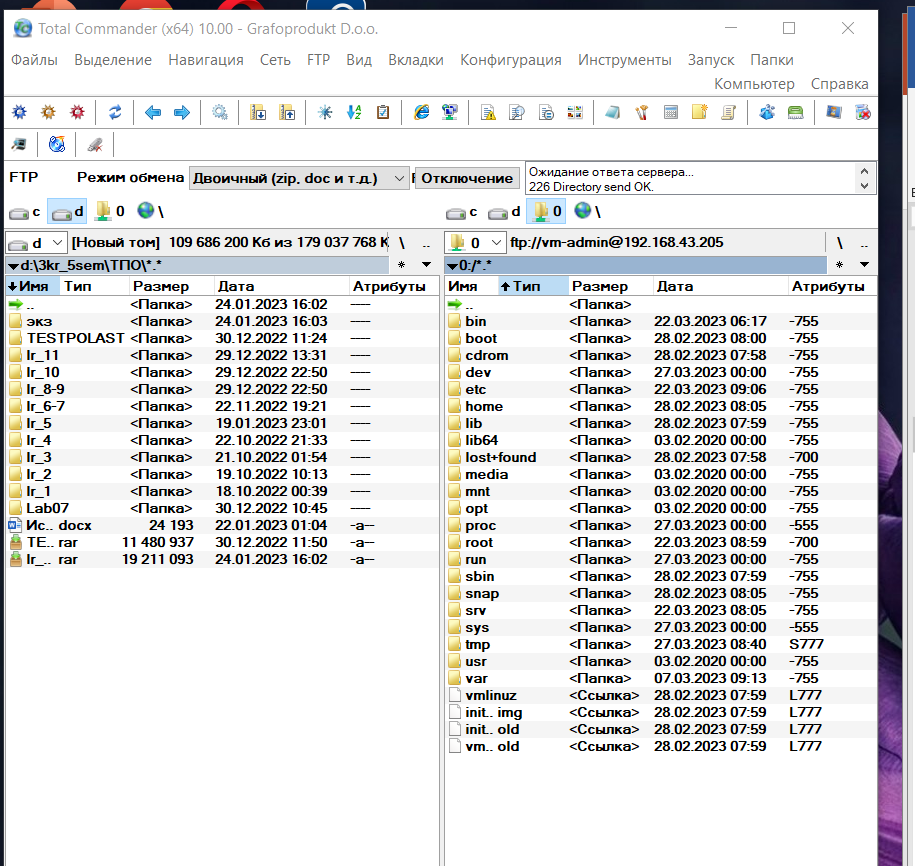 Total Commander (x64) 10.00 - Grafoprodukt D.o.o.
Файлы Выделение Навигация Сеть FTP Вид Вкладки Конфигурация Инструменты Запуск Папки
Компьютер Справка
FTP Режим обмена Двоичный (zip, doc и т.д.) Отключение
Ожидание ответа сервера...
226 Directory send OK.
c d 0 \
c d 0 \
d [Новый том] 109 686 200 Кб из 179 037 768 К \ ..
0 ftp://vm-admin@192.168.43.205 \ ..
d:\3kr_5sem\ТПО\*.* *
0:/*.* *
Имя Тип Размер Дата Атрибуты
.. <Папка> 24.01.2023 16:02 ----
экз <Папка> 24.01.2023 16:03 ----
TESTPOLAST <Папка> 30.12.2022 11:24 ----
lr_11 <Папка> 29.12.2022 13:31 ----
lr_10 <Папка> 29.12.2022 22:50 ----
lr_8-9 <Папка> 29.12.2022 22:50 ----
lr_6-7 <Папка> 22.11.2022 19:21 ----
lr_5 <Папка> 19.01.2023 23:01 ----
lr_4 <Папка> 22.10.2022 21:33 ----
lr_3 <Папка> 21.10.2022 01:54 ----
lr_2 <Папка> 19.10.2022 10:13 ----
lr_1 <Папка> 18.10.2022 00:39 ----
Lab07 <Папка> 30.12.2022 10:45 ----
Ис.. docx 24 193 22.01.2023 01:04 -a--
TE.. rar 11 480 937 30.12.2022 11:50 -a--
lr_.. rar 19 211 093 24.01.2023 16:02 -a--
Имя Тип Размер Дата Атрибуты
.. <Папка>
bin <Папка> 22.03.2023 06:17 -755
boot <Папка> 28.02.2023 08:00 -755
cdrom <Папка> 28.02.2023 07:58 -755
dev <Папка> 27.03.2023 00:00 -755
etc <Папка> 22.03.2023 09:06 -755
home <Папка> 28.02.2023 08:05 -755
lib <Папка> 28.02.2023 07:59 -755
lib64 <Папка> 03.02.2020 00:00 -755
lost+found <Папка> 28.02.2023 07:58 -700
media <Папка> 03.02.2020 00:00 -755
mnt <Папка> 03.02.2020 00:00 -755
opt <Папка> 03.02.2020 00:00 -755
proc <Папка> 27.03.2023 00:00 -555
root <Папка> 22.03.2023 08:59 -700
run <Папка> 27.03.2023 00:00 -755
sbin <Папка> 28.02.2023 07:59 -755
snap <Папка> 28.02.2023 08:05 -755
srv <Папка> 22.03.2023 08:05 -755
sys <Папка> 27.03.2023 00:00 -555
tmp <Папка> 27.03.2023 08:40 S777
usr <Папка> 03.02.2020 00:00 -755
var <Папка> 07.03.2023 09:13 -755
vmlinuz <Ссылка> 28.02.2023 07:59 L777
init.. img <Ссылка> 28.02.2023 07:59 L777
init.. old <Ссылка> 28.02.2023 07:59 L777
vm.. old <Ссылка> 28.02.2023 07:59 L777